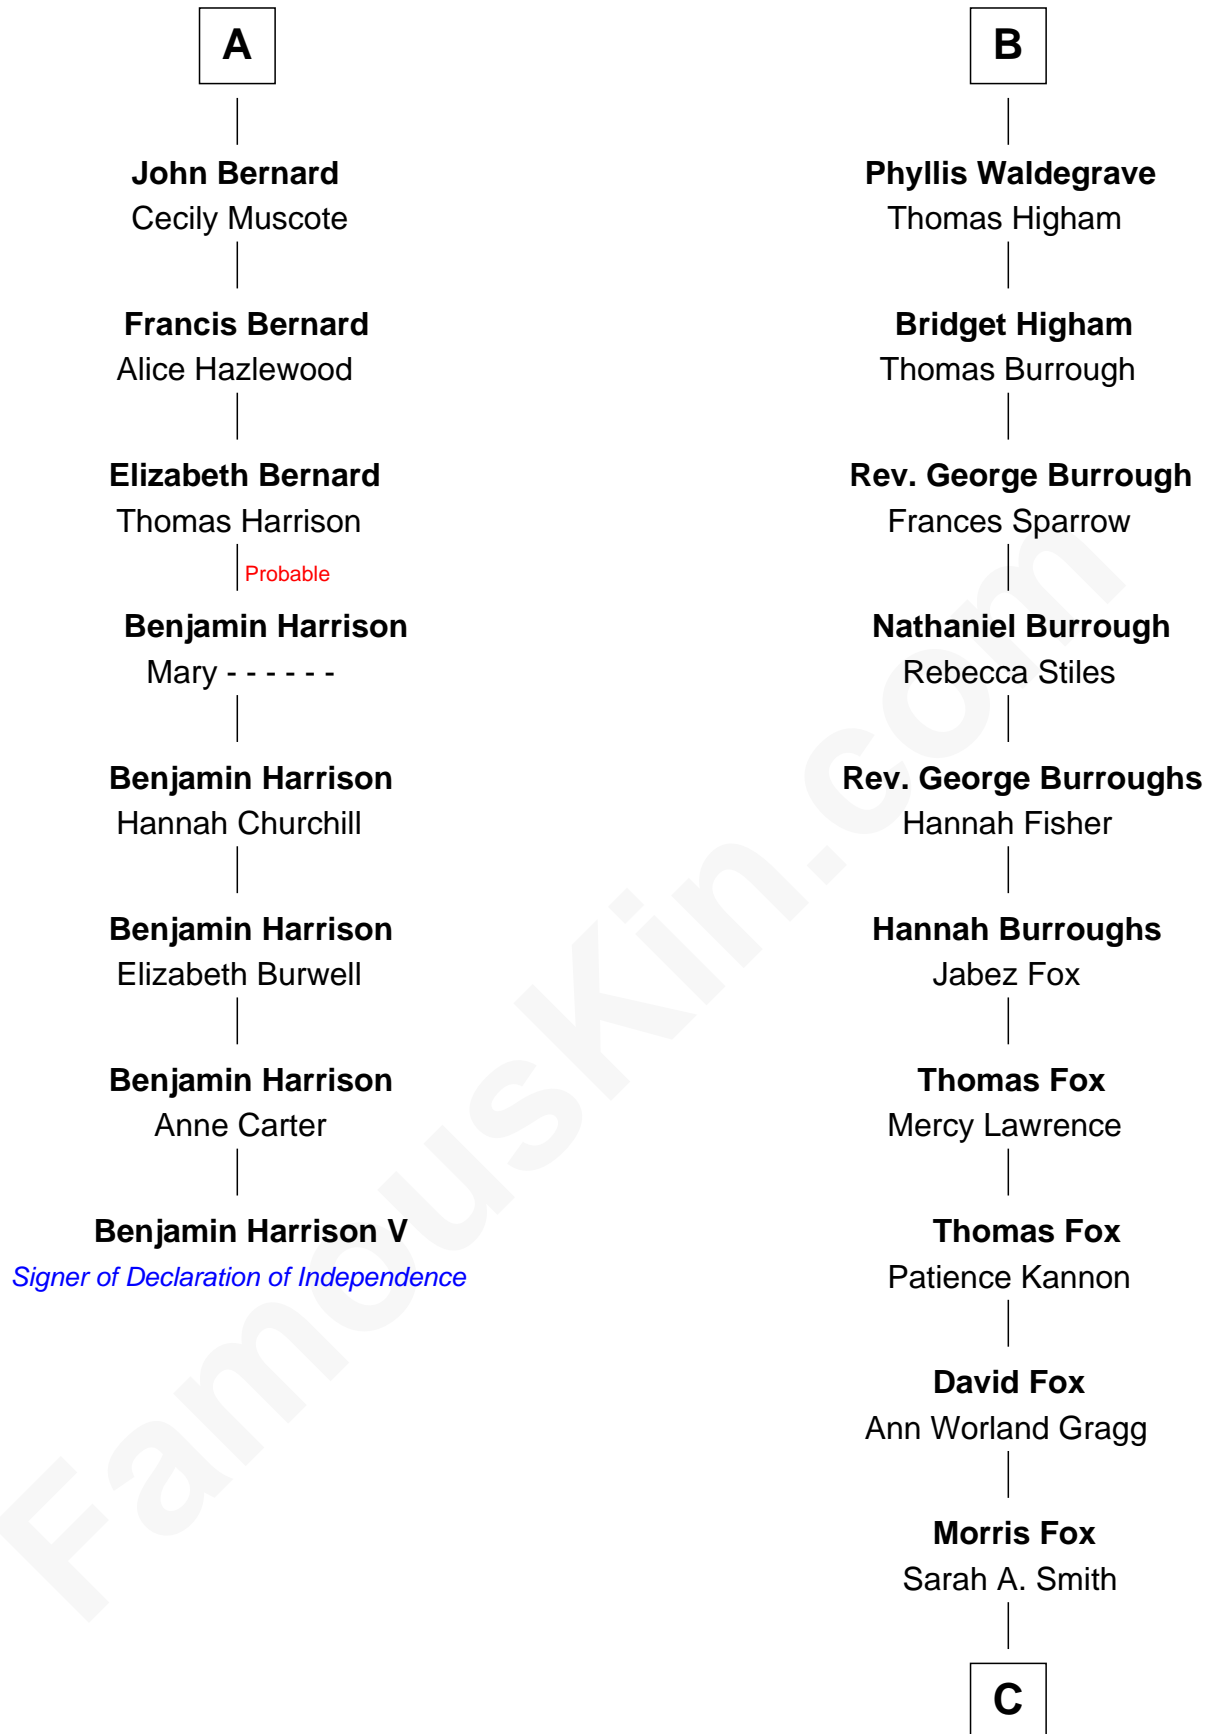 A
John Bernard
Cecily Muscote
Francis Bernard
Alice Hazlewood
Elizabeth Bernard
Thomas Harrison
Probable
Benjamin Harrison
Mary - - - - - -
Benjamin Harrison
Hannah Churchill
Benjamin Harrison
Elizabeth Burwell
Benjamin Harrison
Anne Carter
Benjamin Harrison V
Signer of Declaration of Independence
B
Phyllis Waldegrave
Thomas Higham
Bridget Higham
Thomas Burrough
Rev. George Burrough
Frances Sparrow
Nathaniel Burrough
Rebecca Stiles
Rev. George Burroughs
Hannah Fisher
Hannah Burroughs
Jabez Fox
Thomas Fox
Mercy Lawrence
Thomas Fox
Patience Kannon
David Fox
Ann Worland Gragg
Morris Fox
Sarah A. Smith
C
FamousKin.com